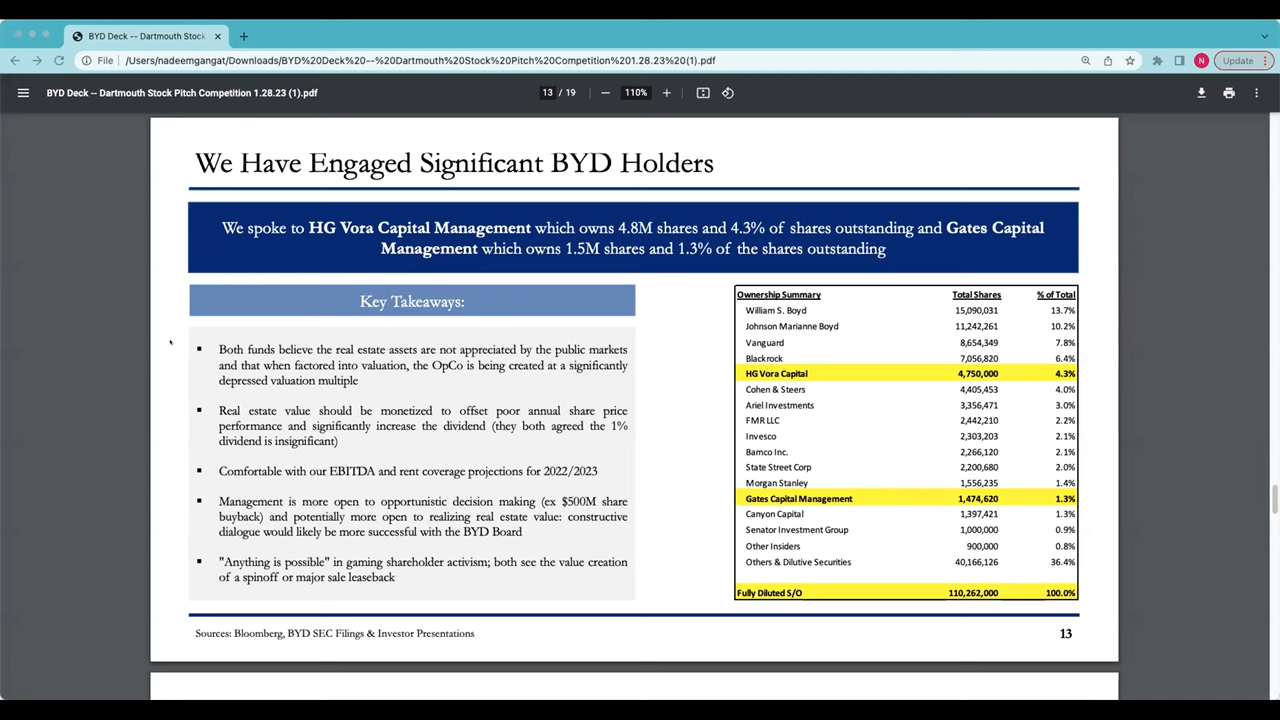 BYD Deck -- Dartmouth Stock
File
/Users/nadeemgangat/Downloads/BYD%20Deck%20--%20Dartmouth%20Stock%20Pitch%20Competition%201.28.23%20(1).pdf
N
Update
BYD Deck -- Dartmouth Stock Pitch Competition 1.28.23 (1).pdf
13 / 19
110%
We Have Engaged Significant BYD Holders
We spoke to HG Vora Capital Management which owns 4.8M shares and 4.3% of shares outstanding and Gates Capital
Management which owns 1.5M shares and 1.3% of the shares outstanding
Key Takeaways:
Both funds believe the real estate assets are not appreciated by the public markets
and that when factored into valuation, the OpCo is being created at a significantly
depressed valuation multiple
Real estate value should be monetized to offset poor annual share price
performance and significantly increase the dividend (they both agreed the 1%
dividend is insignificant)
Comfortable with our EBITDA and rent coverage projections for 2022/2023
Management is more open to opportunistic decision making (ex $500M share
buyback) and potentially more open to realizing real estate value: constructive
dialogue would likely be more successful with the BYD Board
"Anything is possible" in gaming shareholder activism; both see the value creation
of a spinoff or major sale leaseback
Ownership Summary Total Shares % of Total
William S. Boyd 15,090,031 13.7%
Johnson Marianne Boyd 11,242,261 10.2%
Vanguard 8,654,349 7.8%
Blackrock 7,056,820 6.4%
HG Vora Capital 4,750,000 4.3%
Cohen & Steers 4,405,453 4.0%
Ariel Investments 3,356,471 3.0%
FMR LLC 2,442,210 2.2%
Invesco 2,303,203 2.1%
Bamco Inc. 2,266,120 2.1%
State Street Corp 2,200,680 2.0%
Morgan Stanley 1,556,235 1.4%
Gates Capital Management 1,474,620 1.3%
Canyon Capital 1,397,421 1.3%
Senator Investment Group 1,000,000 0.9%
Other Insiders 900,000 0.8%
Others & Dilutive Securities 40,166,126 36.4%
Fully Diluted S/O 110,262,000 100.0%
Sources: Bloomberg, BYD SEC Filings & Investor Presentations
13